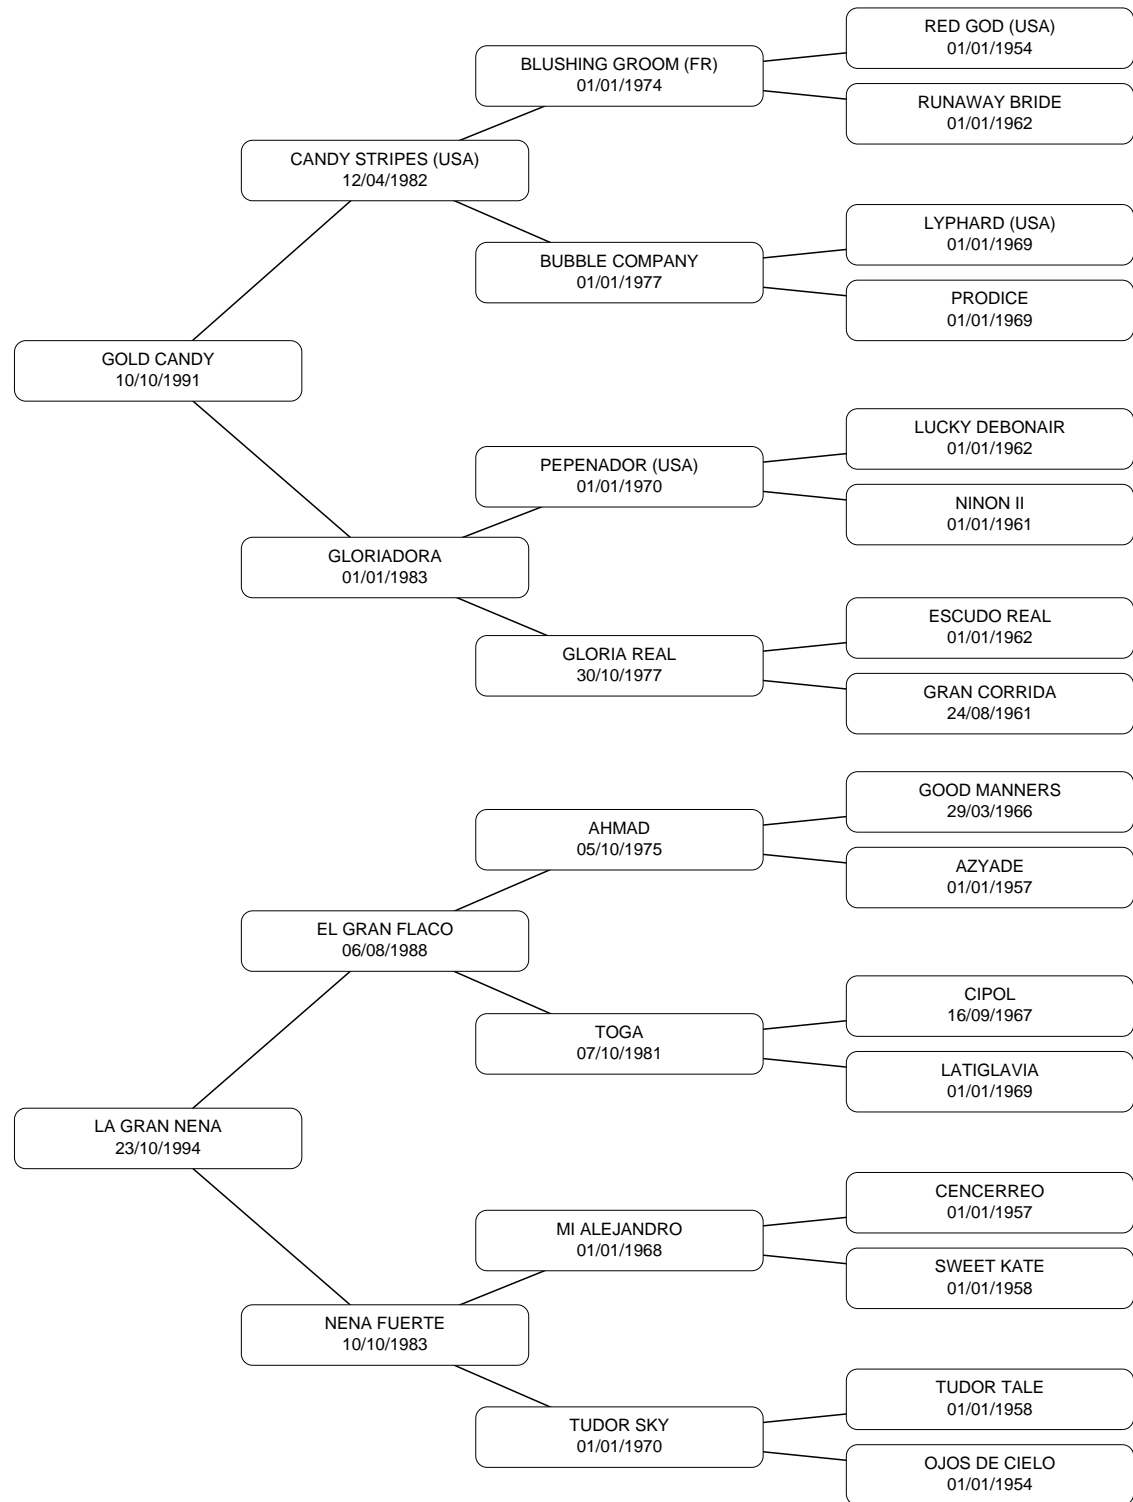 RED GOD (USA)
01/01/1954
BLUSHING GROOM (FR)
01/01/1974
RUNAWAY BRIDE
01/01/1962
CANDY STRIPES (USA)
12/04/1982
LYPHARD (USA)
01/01/1969
BUBBLE COMPANY
01/01/1977
PRODICE
01/01/1969
GOLD CANDY
10/10/1991
LUCKY DEBONAIR
01/01/1962
PEPENADOR (USA)
01/01/1970
NINON II
01/01/1961
GLORIADORA
01/01/1983
ESCUDO REAL
01/01/1962
GLORIA REAL
30/10/1977
GRAN CORRIDA
24/08/1961
GOOD MANNERS
29/03/1966
AHMAD
05/10/1975
AZYADE
01/01/1957
EL GRAN FLACO
06/08/1988
CIPOL
16/09/1967
TOGA
07/10/1981
LATIGLAVIA
01/01/1969
LA GRAN NENA
23/10/1994
CENCERREO
01/01/1957
MI ALEJANDRO
01/01/1968
SWEET KATE
01/01/1958
NENA FUERTE
10/10/1983
TUDOR TALE
01/01/1958
TUDOR SKY
01/01/1970
OJOS DE CIELO
01/01/1954